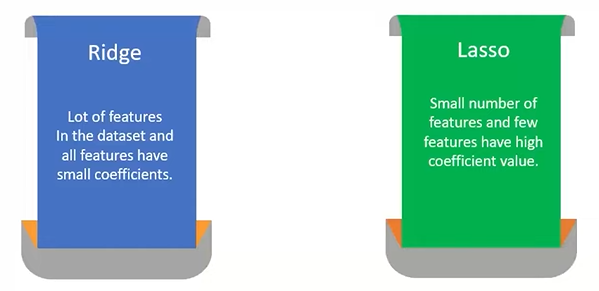 Ridge
Lot of features
In the dataset and
all features have
small coefficients.
Lasso
Small number of
features and few
features have high
coefficient value.